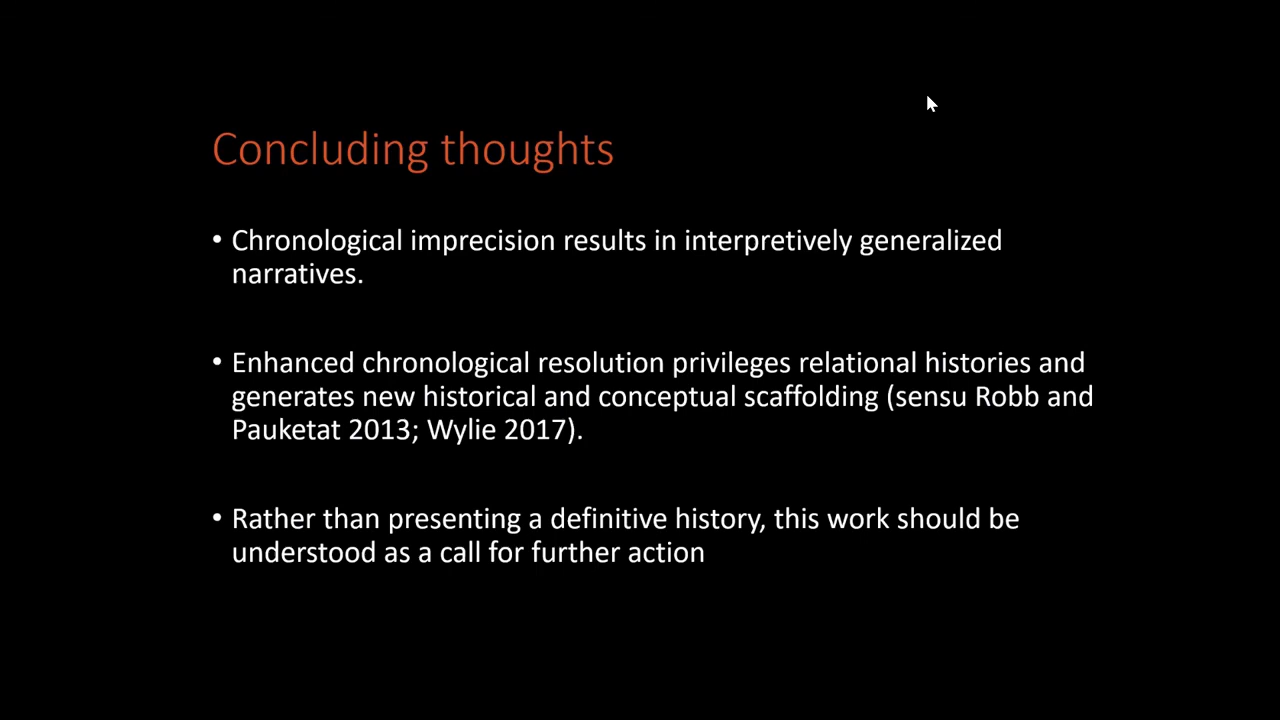 Concluding thoughts
• Chronological imprecision results in interpretively generalized
narratives.
• Enhanced chronological resolution privileges relational histories and
generates new historical and conceptual scaffolding (sensu Robb and
Pauketat 2013; Wylie 2017).
• Rather than presenting a definitive history, this work should be
understood as a call for further action